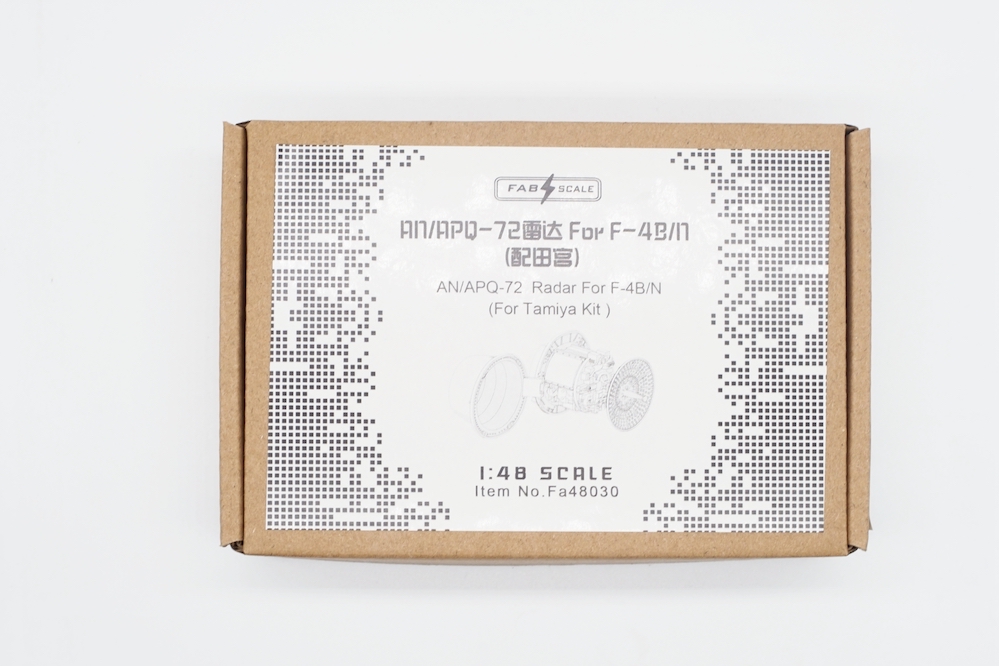 FAB SCALE
AN/APQ-72雷达 For F-4B/N
(配田宫)
AN/APQ-72 Radar For F-4B/N
(For Tamiya Kit )
1:48 SCALE
Item No.Fa48030